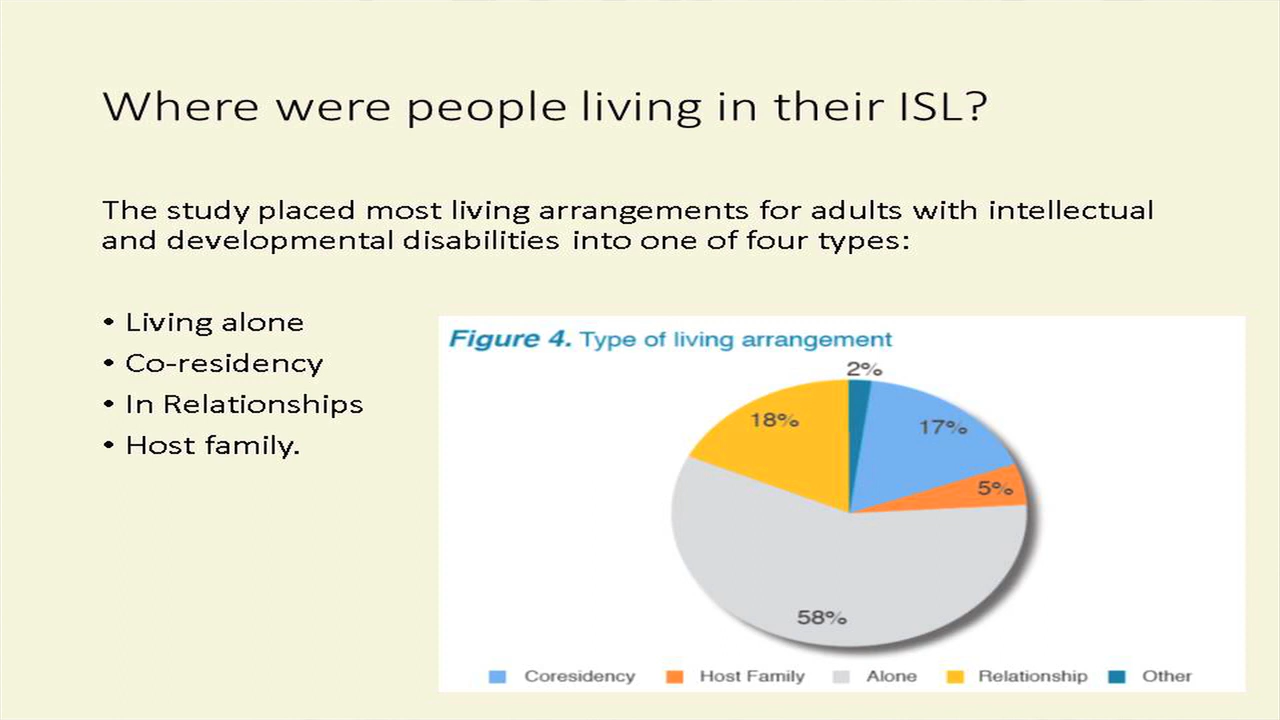 Where were people living in their ISL?
The study placed most living arrangements for adults with intellectual
and developmental disabilities into one of four types:
• Living alone
• Co-residency
• In Relationships
• Host family.
Figure 4. Type of living arrangement
2%
18%
17%
5%
58%
Coresidency Host Family Alone Relationship Other